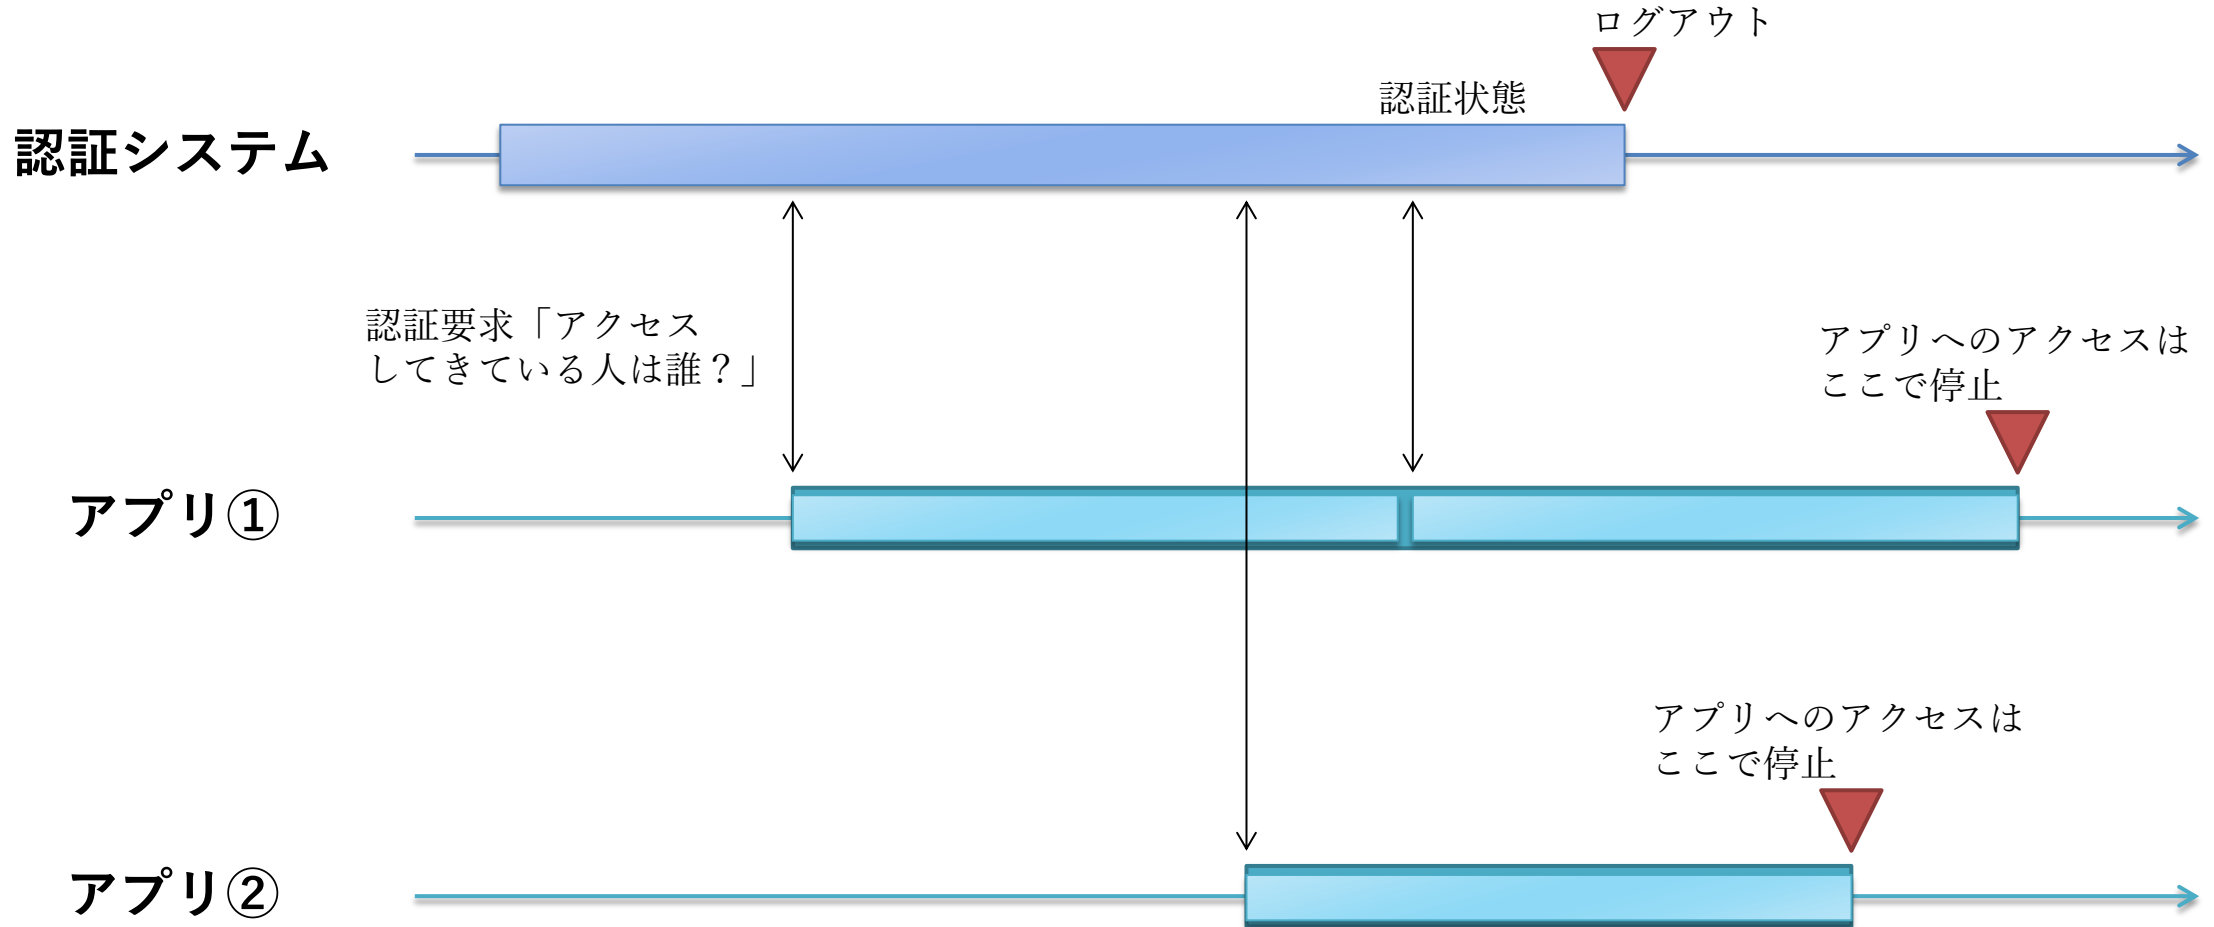 ログアウト
認証状態
認証システム
認証要求「アクセス
してきている人は誰？」
アプリへのアクセスは
ここで停止
アプリ①
アプリへのアクセスは
ここで停止
アプリ②